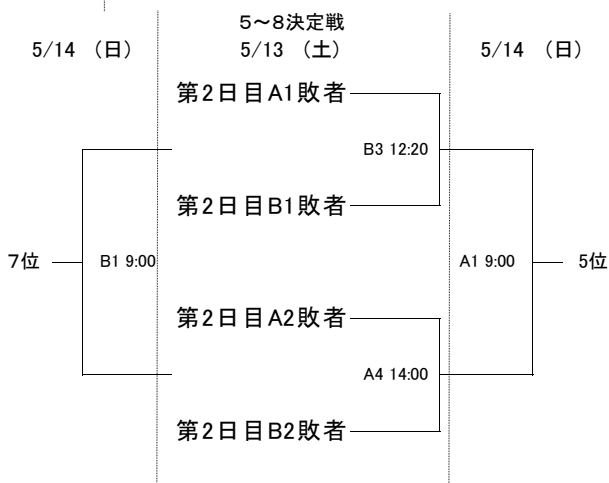 5～8決定戦
5/14 （日） 5/13 （土） 5/14 （日）
第2日目A1敗者
B3 12:20
第2日目B1敗者
7位 B1 9:00 A1 9:00 5位
第2日目A2敗者
A4 14:00
第2日目B2敗者